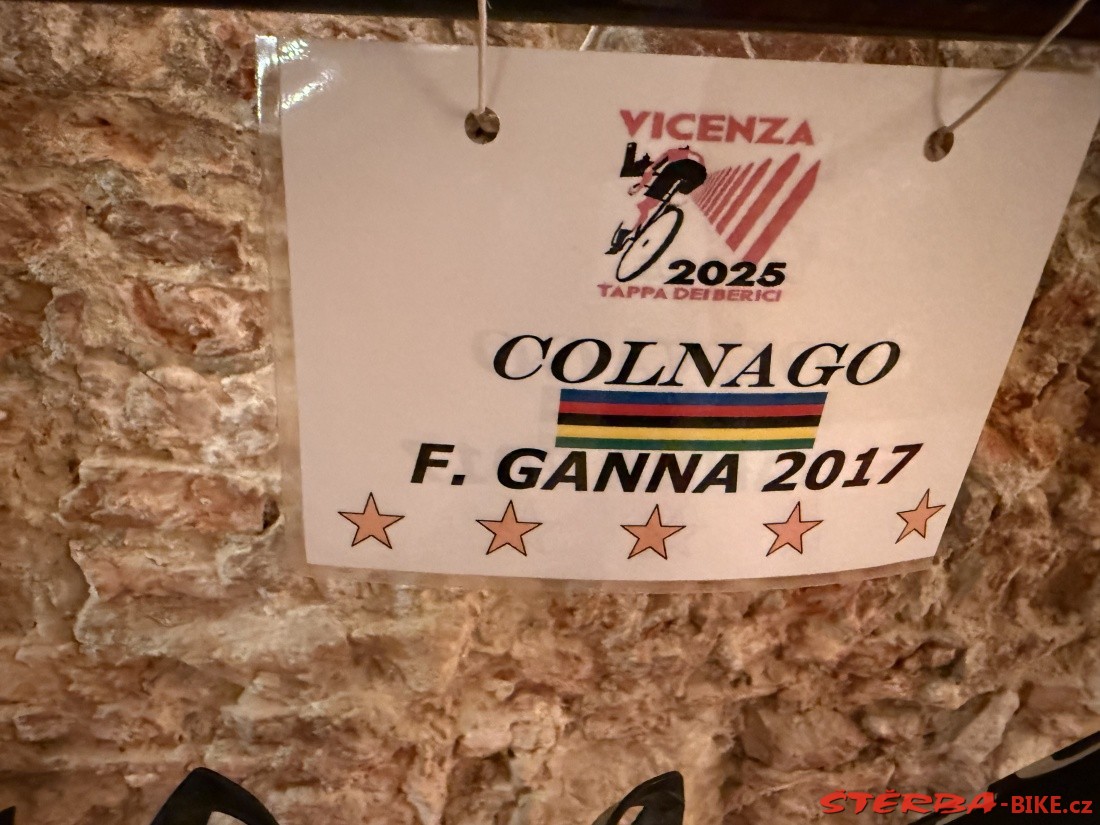 VICENZA
2025
TAPPA DEI BERICI
COLNAGO
F. GANNA 2017
ŠTĚRBA-BIKE.cz